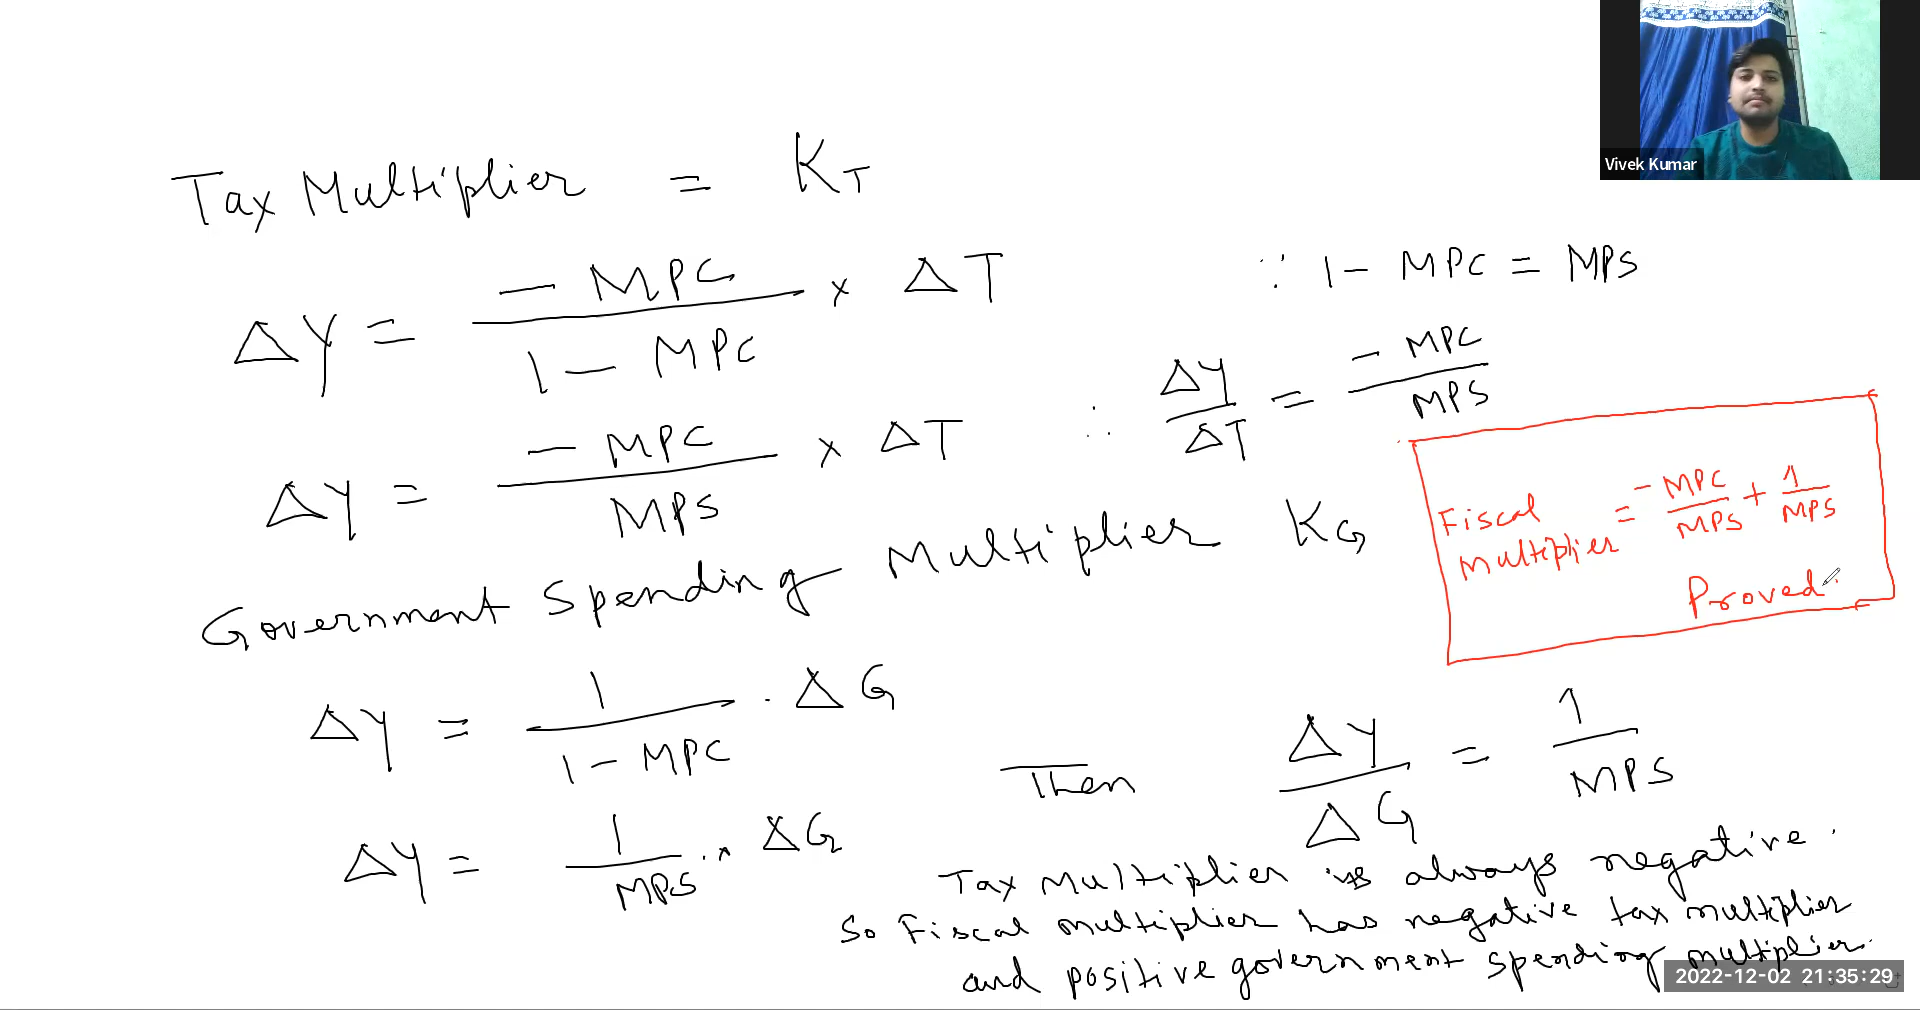 Vivek Kumar
Tax Multiplier = K_T
ΔY = (- MPC)/(1 - MPC) × ΔT
∵ 1 - MPC = MPS
ΔY = (- MPC)/(MPS) × ΔT
∴ ΔY/ΔT = (- MPC)/(MPS)
Fiscal Multiplier = (- MPC)/(MPS) + 1/(MPS)
Proved.
Government Spending Multiplier K_G
ΔY = 1/(1 - MPC) . ΔG
ΔY = 1/(MPS) . × ΔG
Then ΔY/ΔG = 1/(MPS)
Tax Multiplier is always negative.
So Fiscal multiplier has negative tax multiplier
and positive government spending multiplier.
2022-12-02 21:35:29